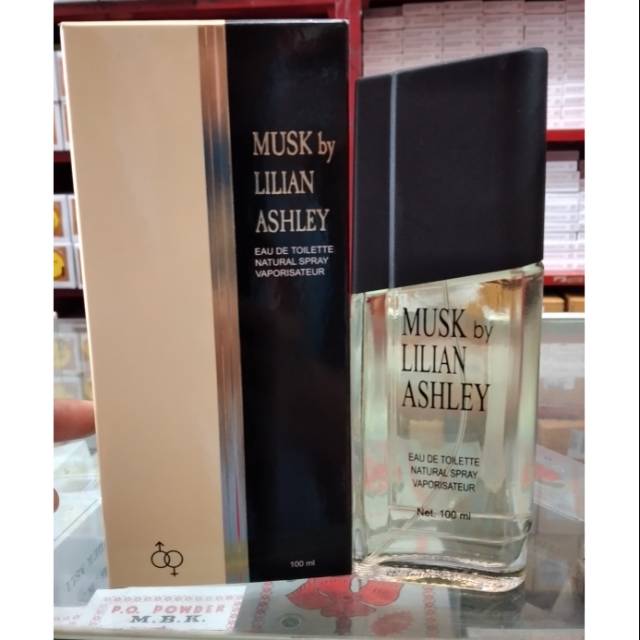 MUSK by
LILIAN
ASHLEY
EAU DE TOILETTE
NATURAL SPRAY
VAPORISATEUR
100 ml
MUSK by
LILIAN
ASHLEY
EAU DE TOILETTE
NATURAL SPRAY
VAPORISATEUR
Net. 100 ml
P.O. POWDER
M.B.K.